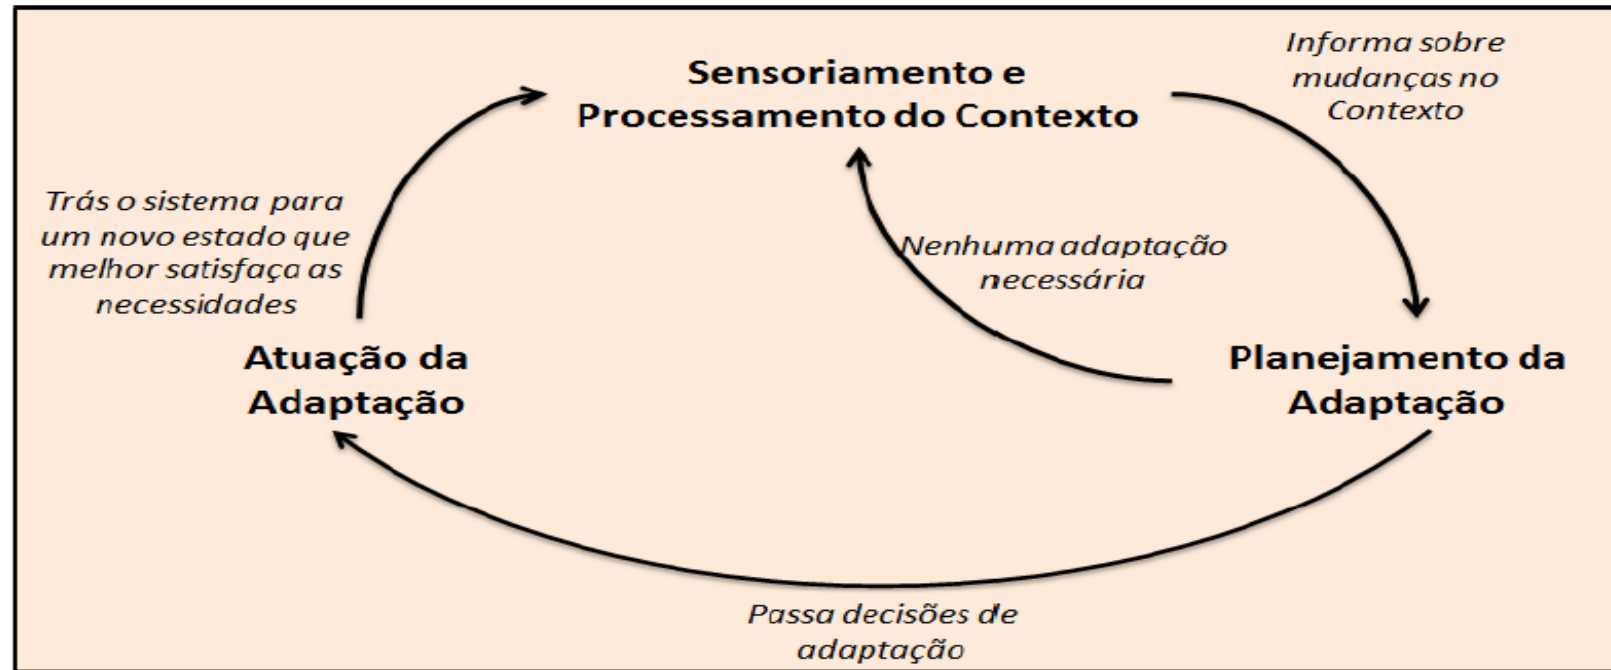 Informa sobre
mudanças no
Contexto
Sensoriamento e
Processamento do Contexto
Trás o sistema para
um novo estado que
melhor satisfaça as
necessidades
Nenhuma adaptação
necessária
Atuação da
Adaptação
Planejamento da
Adaptação
Passa decisões de
adaptação